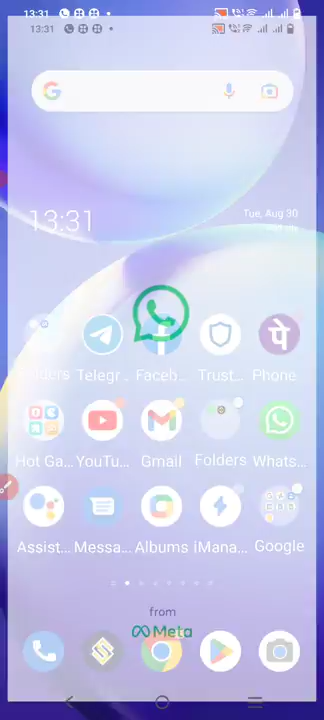 13:31
13:31
13:31
Tue, Aug 30
Telegr...
Faceb...
Trust...
Phone...
Hot Ga...
YouTu...
Gmail
Folders
Whats...
Assist...
Messa...
Albums
iMana...
Google
from
Meta